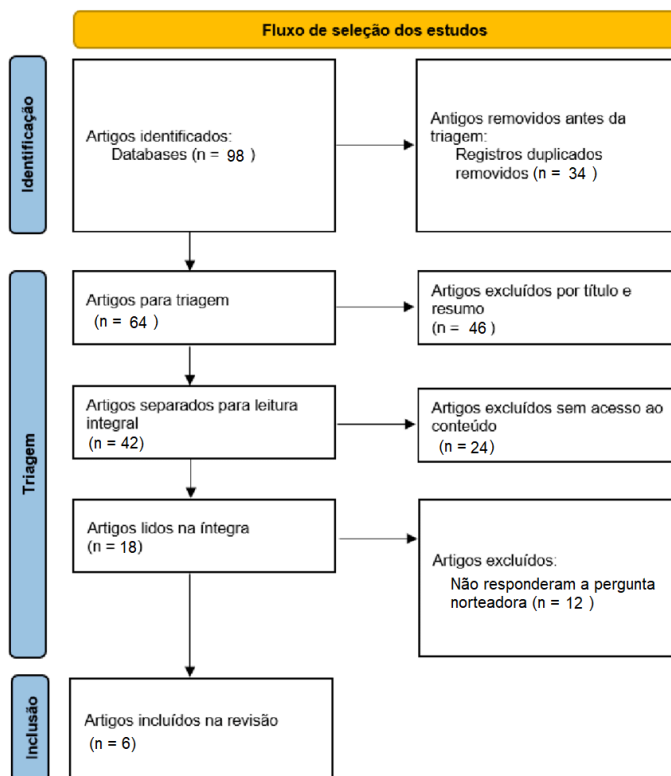 Fluxo de seleção dos estudos
Identificação
Artigos identificados:
Databases (n = 98 )
Antigos removidos antes da
triagem:
Registros duplicados
removidos (n = 34 )
Triagem
Artigos para triagem
(n = 64 )
Artigos excluídos por título e
resumo
(n = 46 )
Artigos separados para leitura
integral
(n = 42)
Artigos excluídos sem acesso ao
conteúdo
(n = 24)
Artigos lidos na íntegra
(n = 18)
Artigos excluídos:
Não responderam a pergunta
norteadora (n = 12 )
Inclusão
Artigos incluídos na revisão
(n = 6)